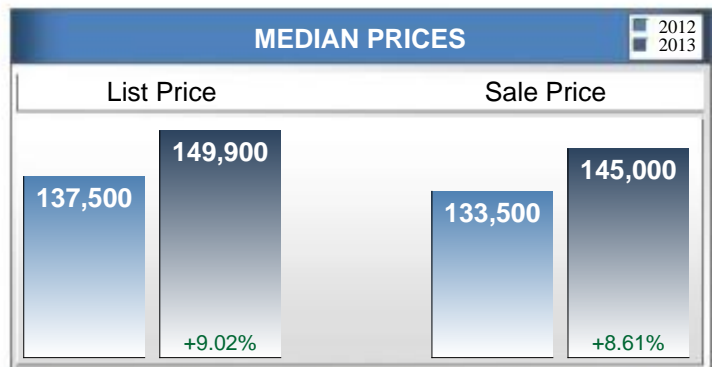 MEDIAN PRICES
2012
2013
List Price
Sale Price
137,500
149,900
+9.02%
133,500
145,000
+8.61%